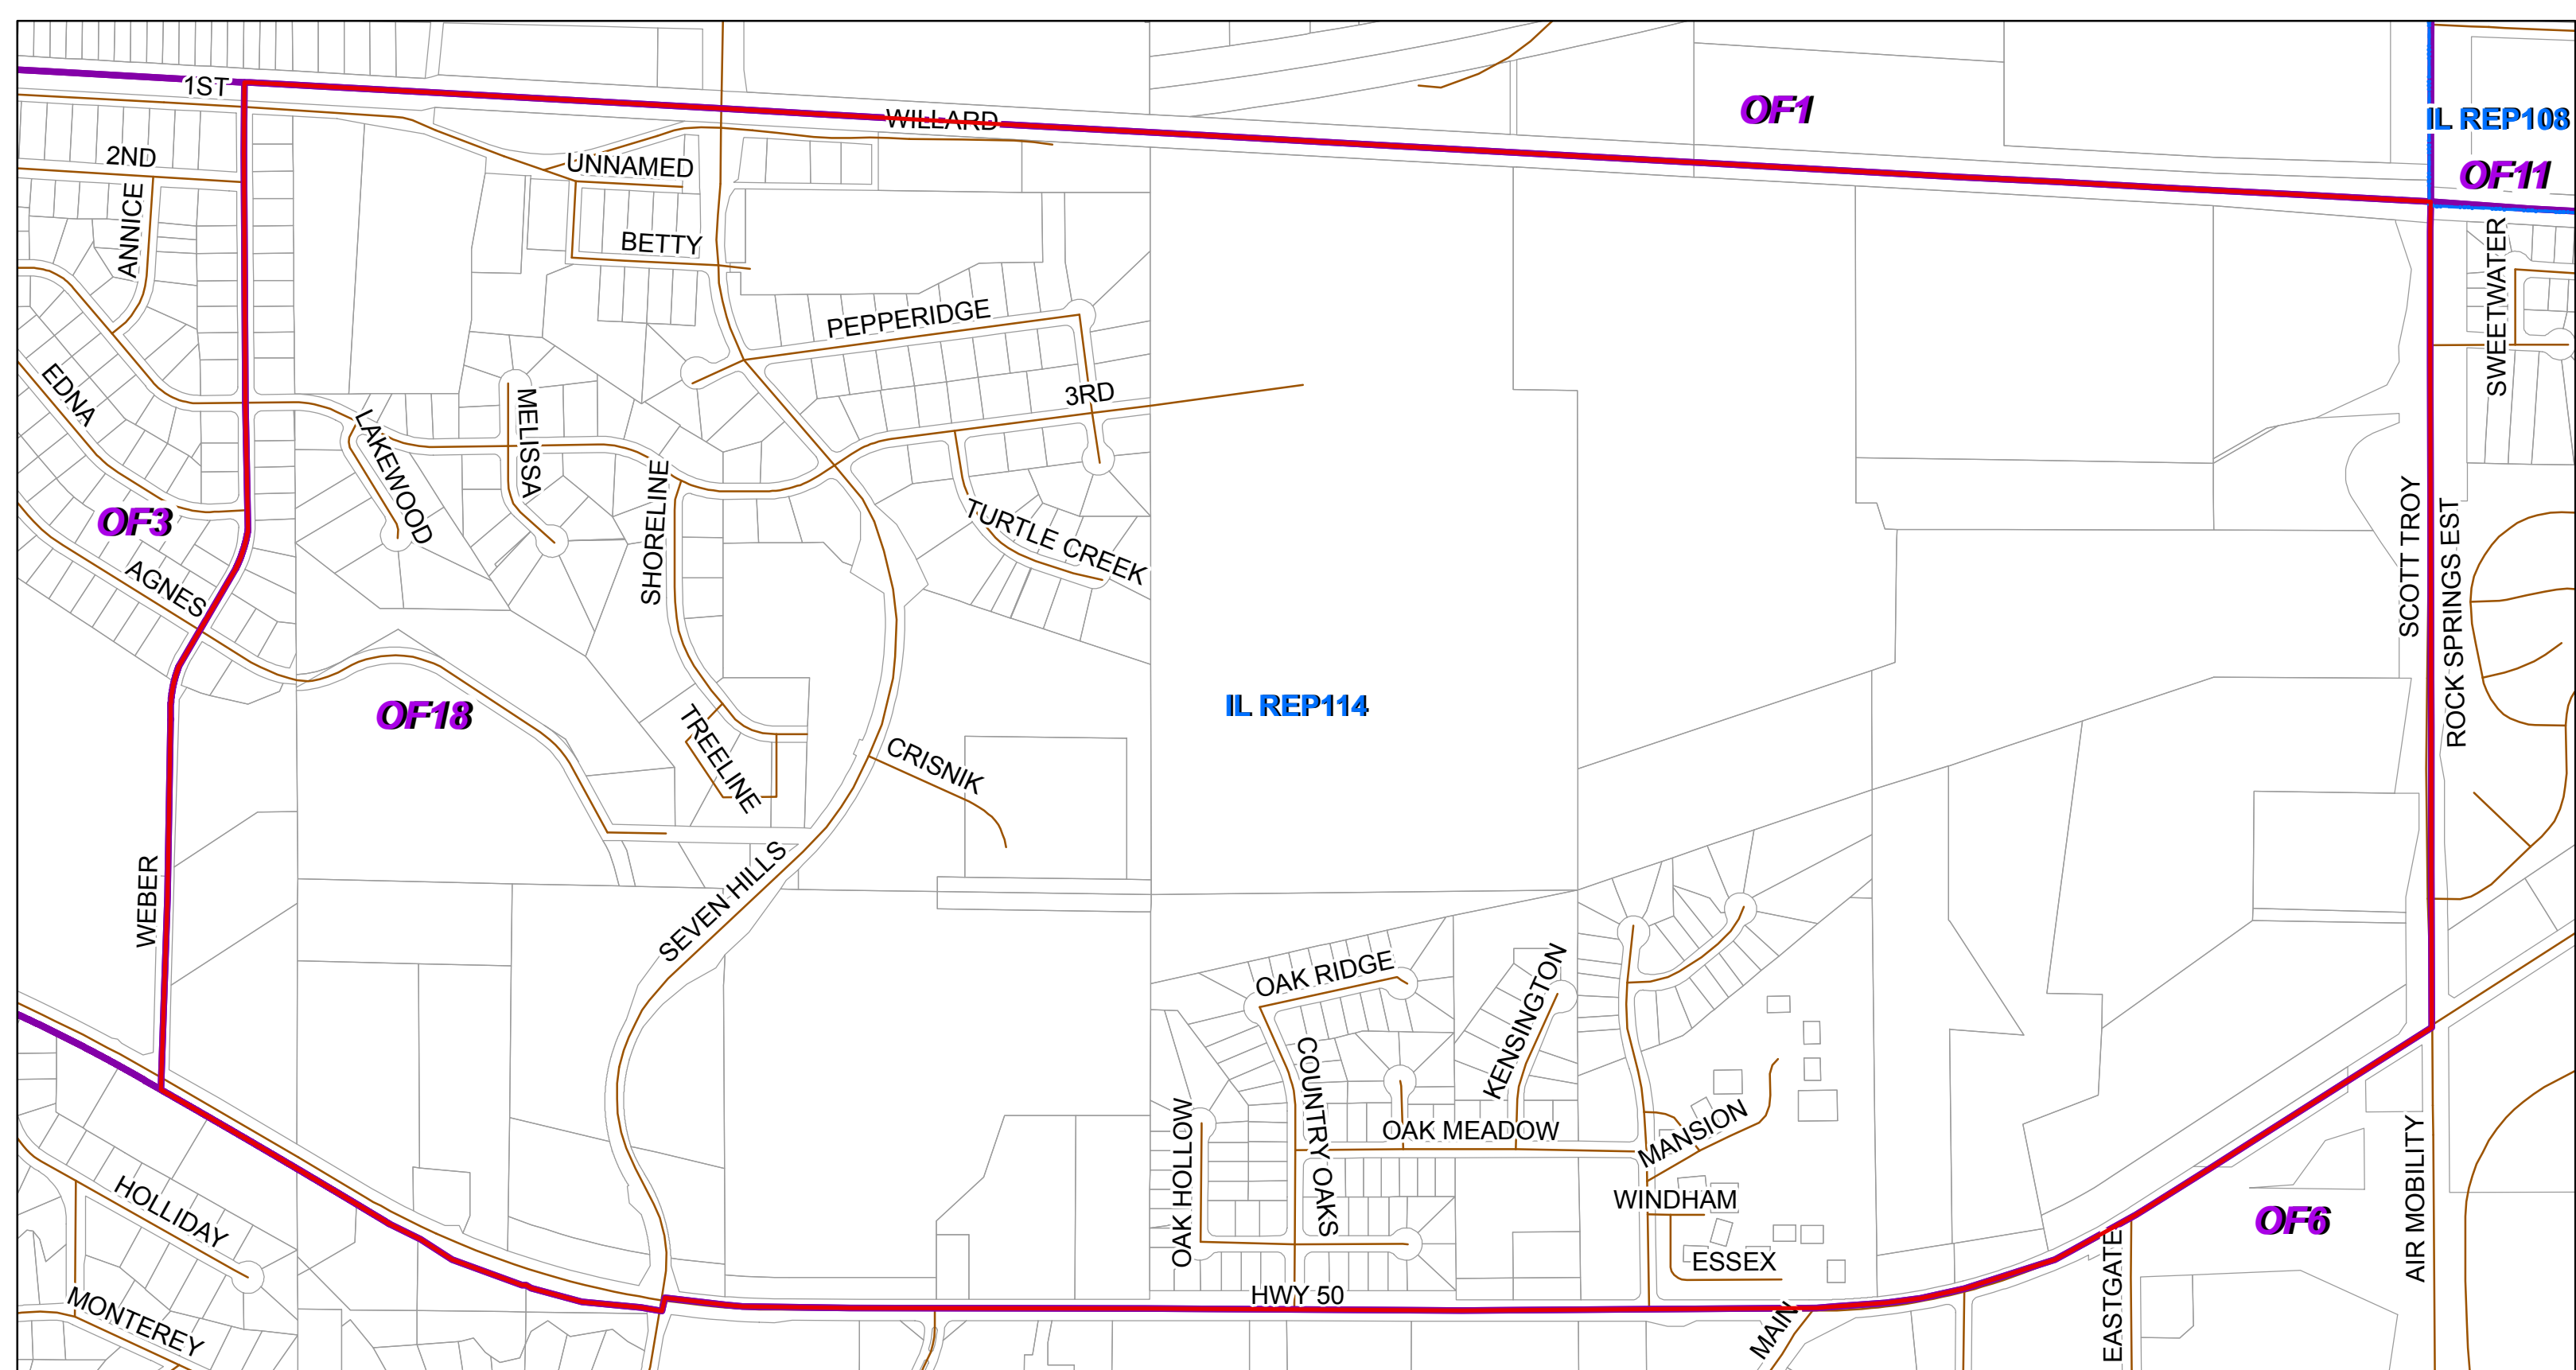 1ST
WILLARD
OF1
IL REP108
OF11
2ND
UNNAMED
ANNICE
BETTY
SWEETWATER
PEPPERIDGE
EDNA
MELISSA
3RD
LAKEWOOD
SHORELINE
OF3
TURTLE CREEK
SCOTT TROY
ROCK SPRINGS EST
AGNES
OF18
IL REP114
TREELINE
CRISNIK
WEBER
SEVEN HILLS
OAK RIDGE
KENSINGTON
COUNTRY OAKS
OAK MEADOW
MANSION
OAK HOLLOW
AIR MOBILITY
HOLLIDAY
WINDHAM
OF6
ESSEX
EASTGATE
HWY 50
MONTEREY
MAIN